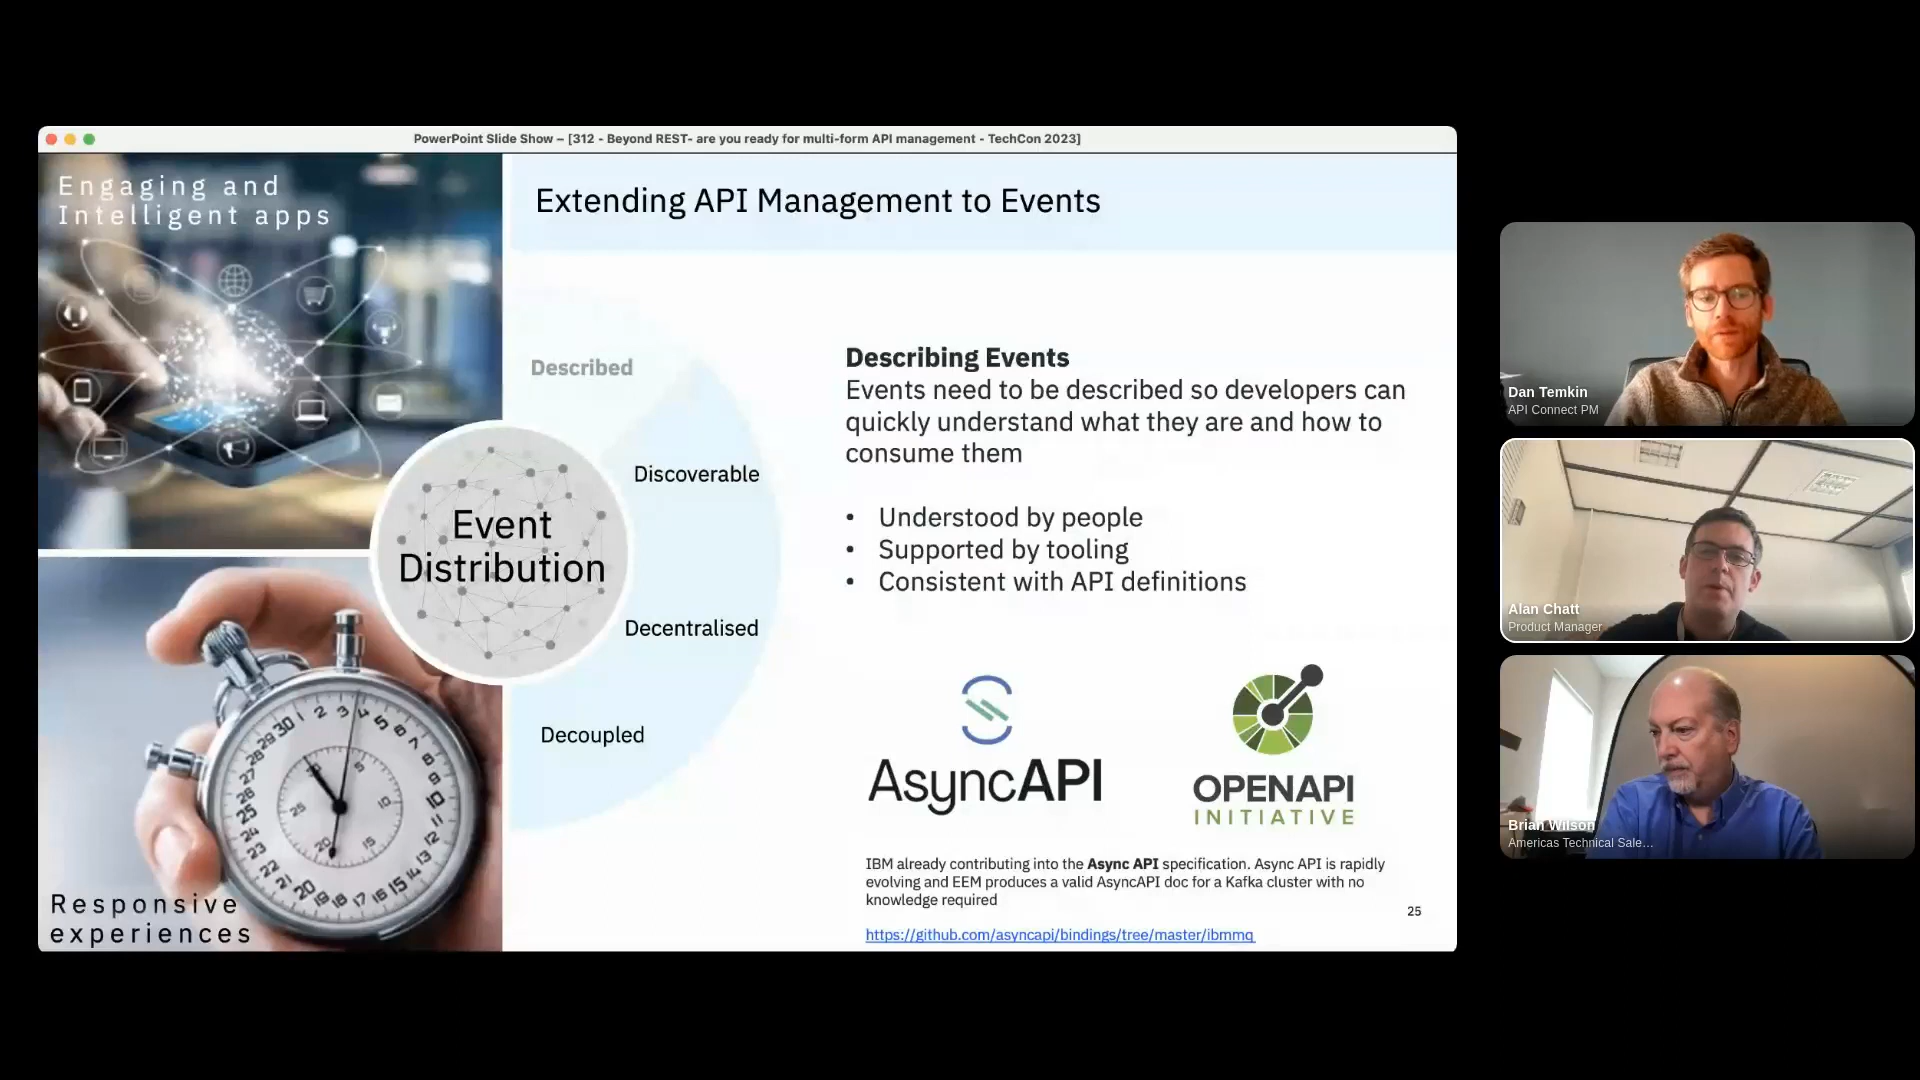 PowerPoint Slide Show – [312 - Beyond REST- are you ready for multi-form API management - TechCon 2023]
Engaging and
Intelligent apps
Extending API Management to Events
Described
Discoverable
Event
Distribution
Decentralised
Decoupled
Describing Events
Events need to be described so developers can
quickly understand what they are and how to
consume them
• Understood by people
• Supported by tooling
• Consistent with API definitions
AsyncAPI
OPENAPI
INITIATIVE
IBM already contributing into the Async API specification. Async API is rapidly
evolving and EEM produces a valid AsyncAPI doc for a Kafka cluster with no
knowledge required
25
https://github.com/asyncapi/bindings/tree/master/ibmmq
Responsive
experiences
Dan Temkin
API Connect PM
Alan Chatt
Product Manager
Brian Wilson
Americas Technical Sale...